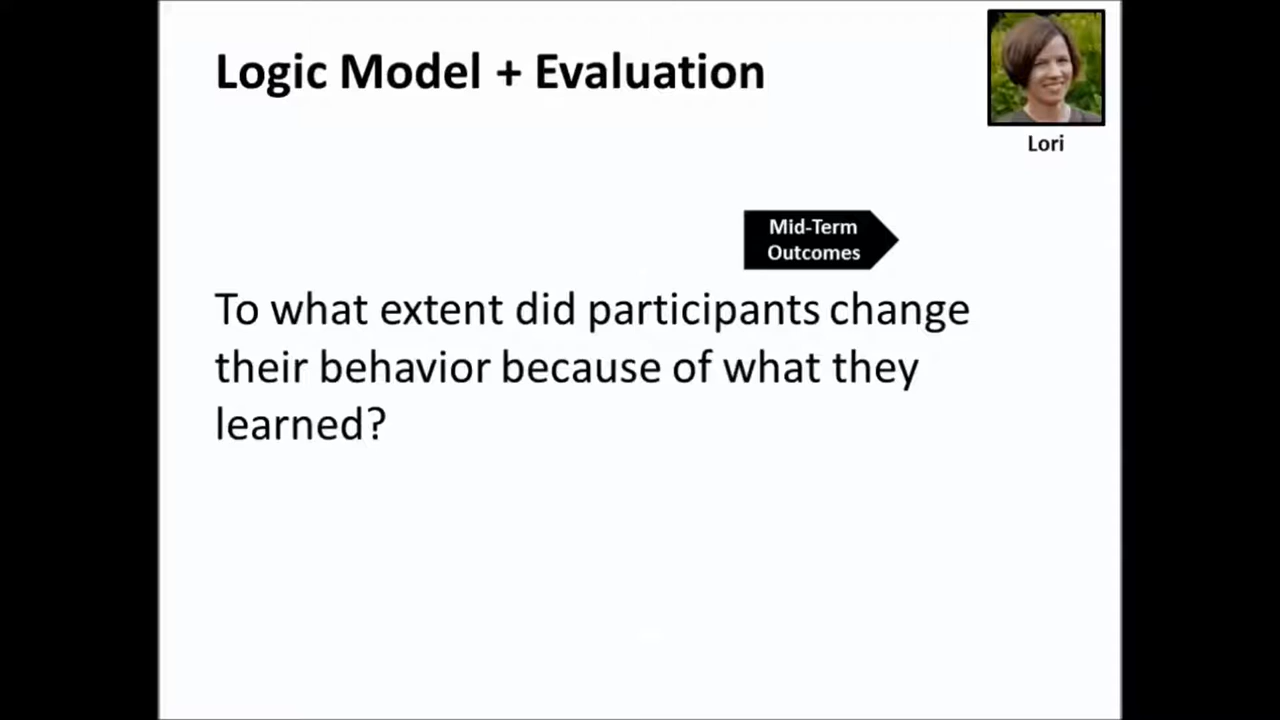 Logic Model + Evaluation
Lori
Mid-Term
Outcomes
To what extent did participants change
their behavior because of what they
learned?